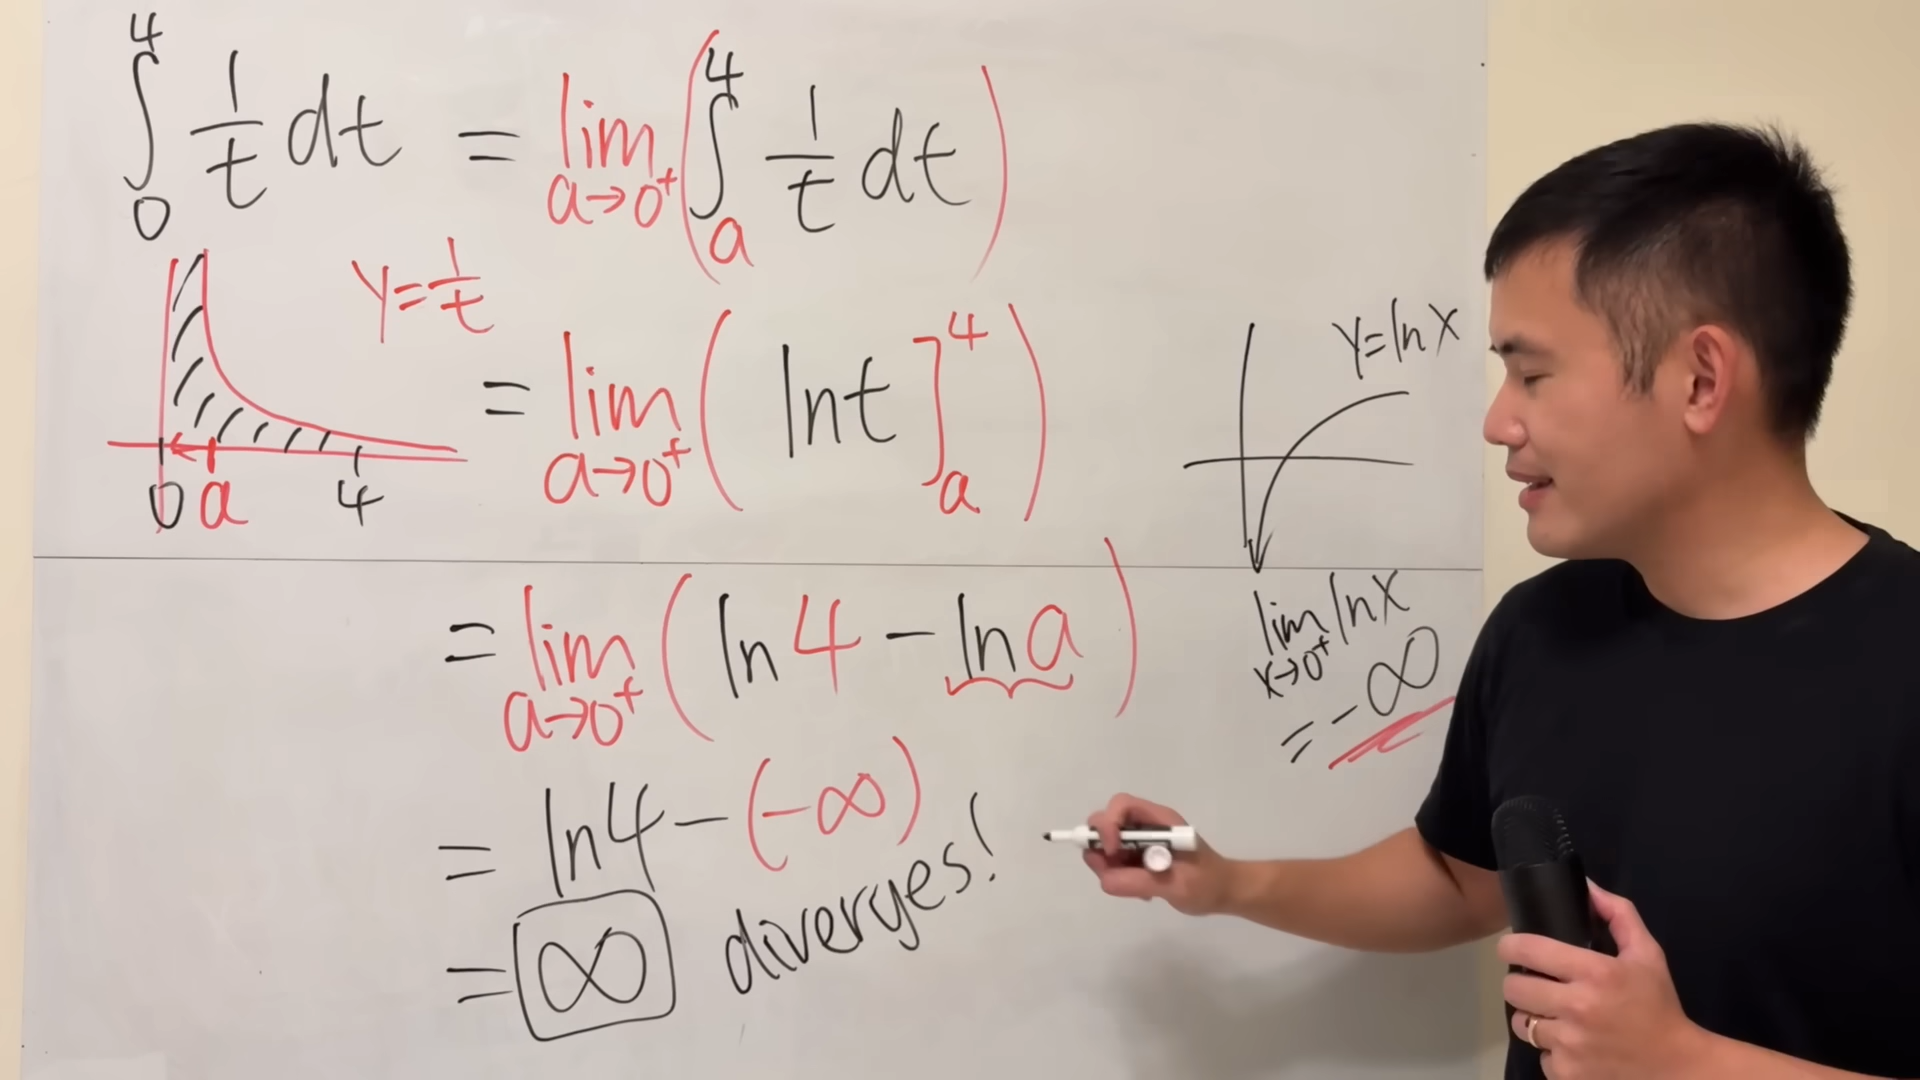 ∫₀⁴ 1/t dt = lim a→0⁺ (∫ₐ⁴ 1/t dt)
y = 1/t
0 a 4
= lim a→0⁺ ( ln t ]ₐ⁴ )
y = ln x
= lim a→0⁺ ( ln 4 - ln a )
lim x→0⁺ ln x
= -∞
= ln 4 - (-∞)
= ∞ diverges!